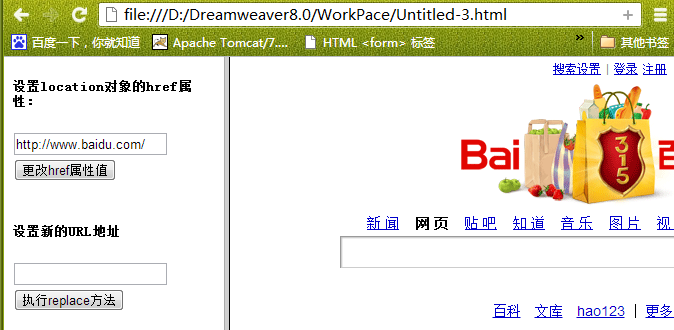 file:///D:/Dreamweaver8.0/WorkPace/Untitled-3.html
百度一下，你就知道 Apache Tomcat/7.... HTML <form> 标签 » 其他书签
设置location对象的href属
性：
http://www.baidu.com/
更改href属性值
设置新的URL地址
执行replace方法
搜索设置 | 登录 注册
Bai 315 百
新闻 网页 贴吧 知道 音乐 图片 视
百科 文库 hao123 | 更多